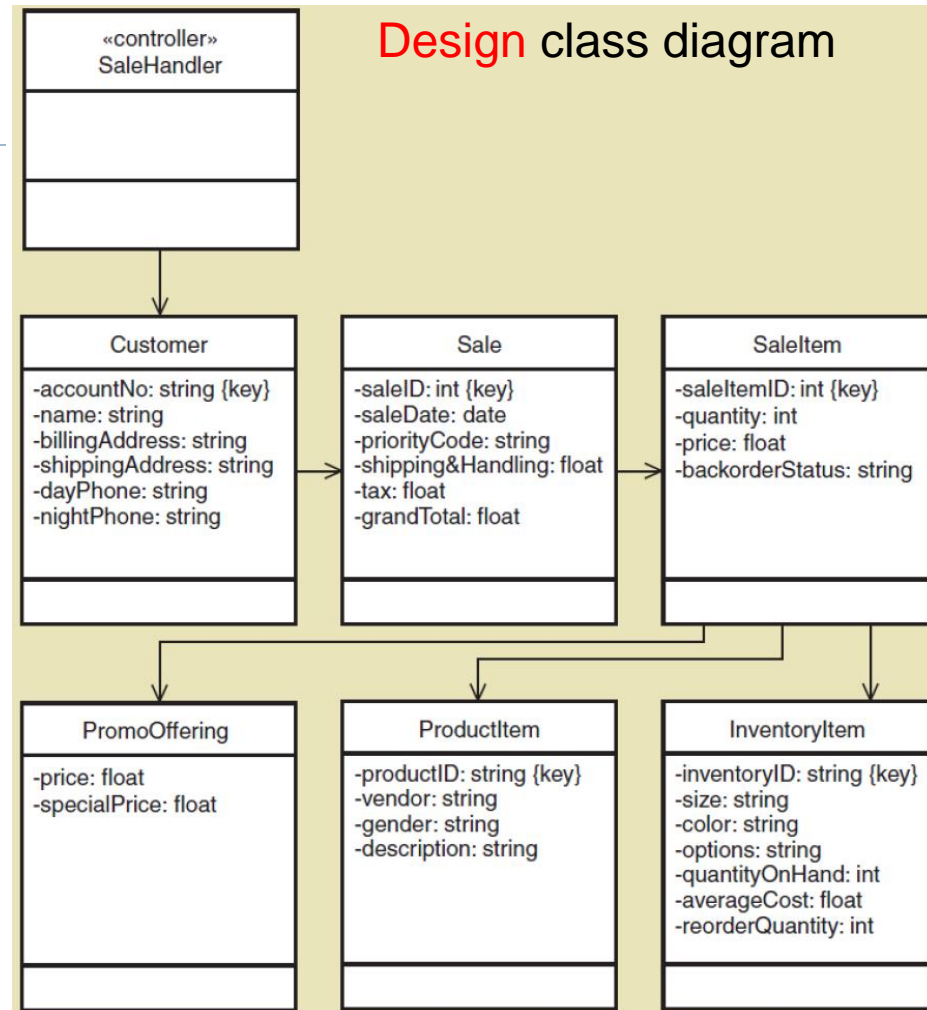 Design class diagram
«controller»
SaleHandler
Customer
-accountNo: string {key}
-name: string
-billingAddress: string
-shippingAddress: string
-dayPhone: string
-nightPhone: string
Sale
-saleID: int {key}
-saleDate: date
-priorityCode: string
-shipping&Handling: float
-tax: float
-grandTotal: float
SaleItem
-saleItemID: int {key}
-quantity: int
-price: float
-backorderStatus: string
PromoOffering
-price: float
-specialPrice: float
ProductItem
-productID: string {key}
-vendor: string
-gender: string
-description: string
InventoryItem
-inventoryID: string {key}
-size: string
-color: string
-options: string
-quantityOnHand: int
-averageCost: float
-reorderQuantity: int